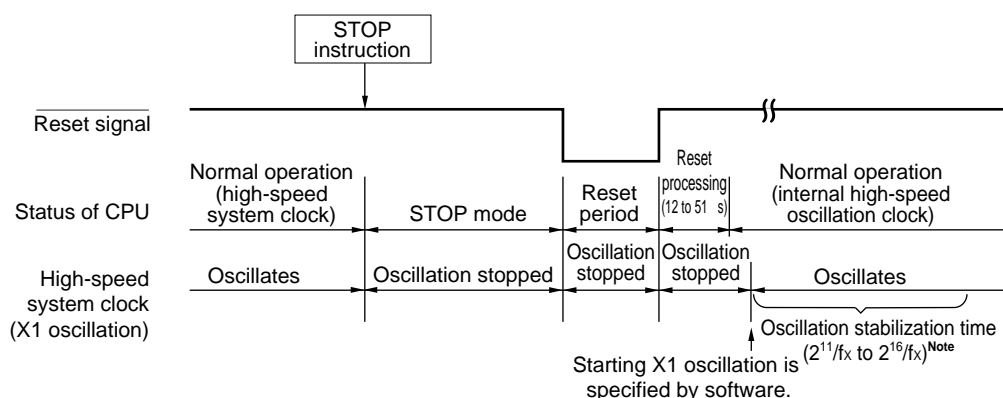 STOP
instruction
Reset signal
Normal operation
(high-speed
system clock)
Status of CPU
STOP mode
Reset
period
Reset
processing
(12 to 51 s)
Normal operation
(internal high-speed
oscillation clock)
High-speed
system clock
(X1 oscillation)
Oscillates
Oscillation stopped
Oscillation
stopped
Oscillation
stopped
Oscillates
Oscillation stabilization time
(2¹¹/fX to 2¹⁶/fX)Note
Starting X1 oscillation is
specified by software.